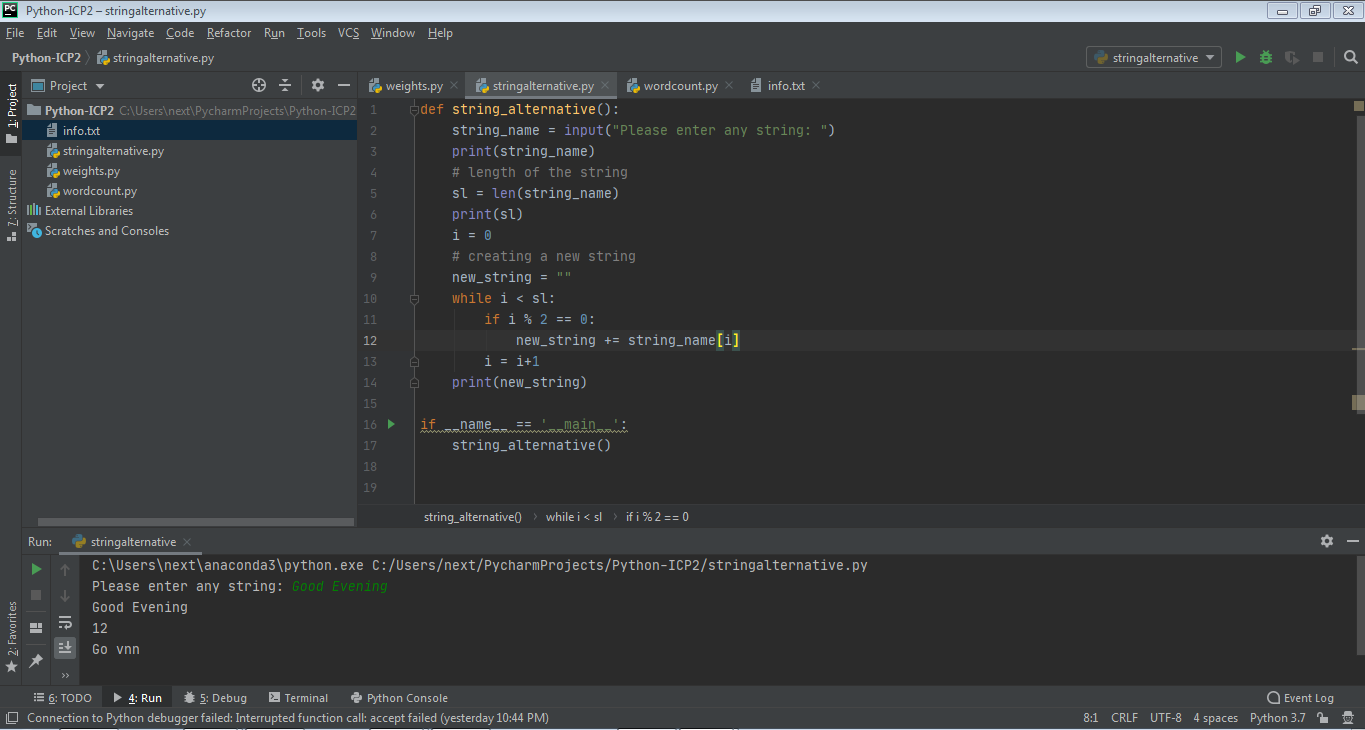 Python-ICP2 – stringalternative.py
File Edit View Navigate Code Refactor Run Tools VCS Window Help
Python-ICP2 stringalternative.py
stringalternative
1: Project
Project
Python-ICP2 C:\Users\next\PycharmProjects\Python-ICP2
info.txt
stringalternative.py
weights.py
wordcount.py
External Libraries
Scratches and Consoles
7: Structure
2: Favorites
weights.py stringalternative.py wordcount.py info.txt
1 def string_alternative():
2 string_name = input("Please enter any string: ")
3 print(string_name)
4 # length of the string
5 sl = len(string_name)
6 print(sl)
7 i = 0
8 # creating a new string
9 new_string = ""
10 while i < sl:
11 if i % 2 == 0:
12 new_string += string_name[i]
13 i = i+1
14 print(new_string)
15
16 if __name__ == '__main__':
17 string_alternative()
18
19
string_alternative() › while i < sl › if i % 2 == 0
Run: stringalternative
C:\Users\next\anaconda3\python.exe C:/Users/next/PycharmProjects/Python-ICP2/stringalternative.py
Please enter any string: Good Evening
Good Evening
12
Go vnn
6: TODO 4: Run 5: Debug Terminal Python Console Event Log
Connection to Python debugger failed: Interrupted function call: accept failed (yesterday 10:44 PM) 8:1 CRLF UTF-8 4 spaces Python 3.7